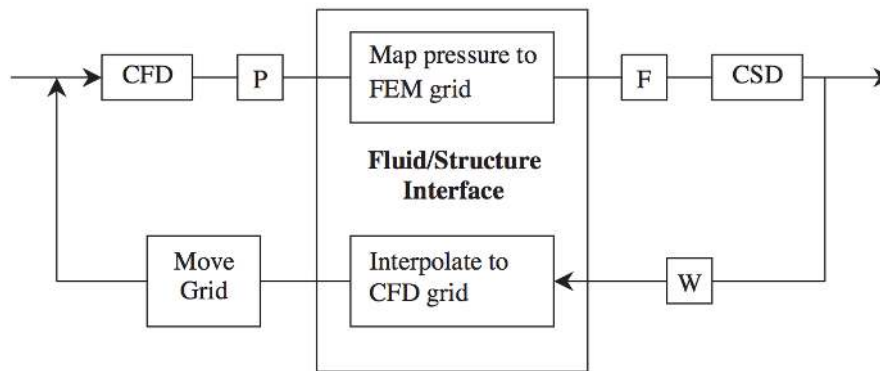 CFD
P
Map pressure to
FEM grid
F
CSD
Fluid/Structure
Interface
Move
Grid
Interpolate to
CFD grid
W